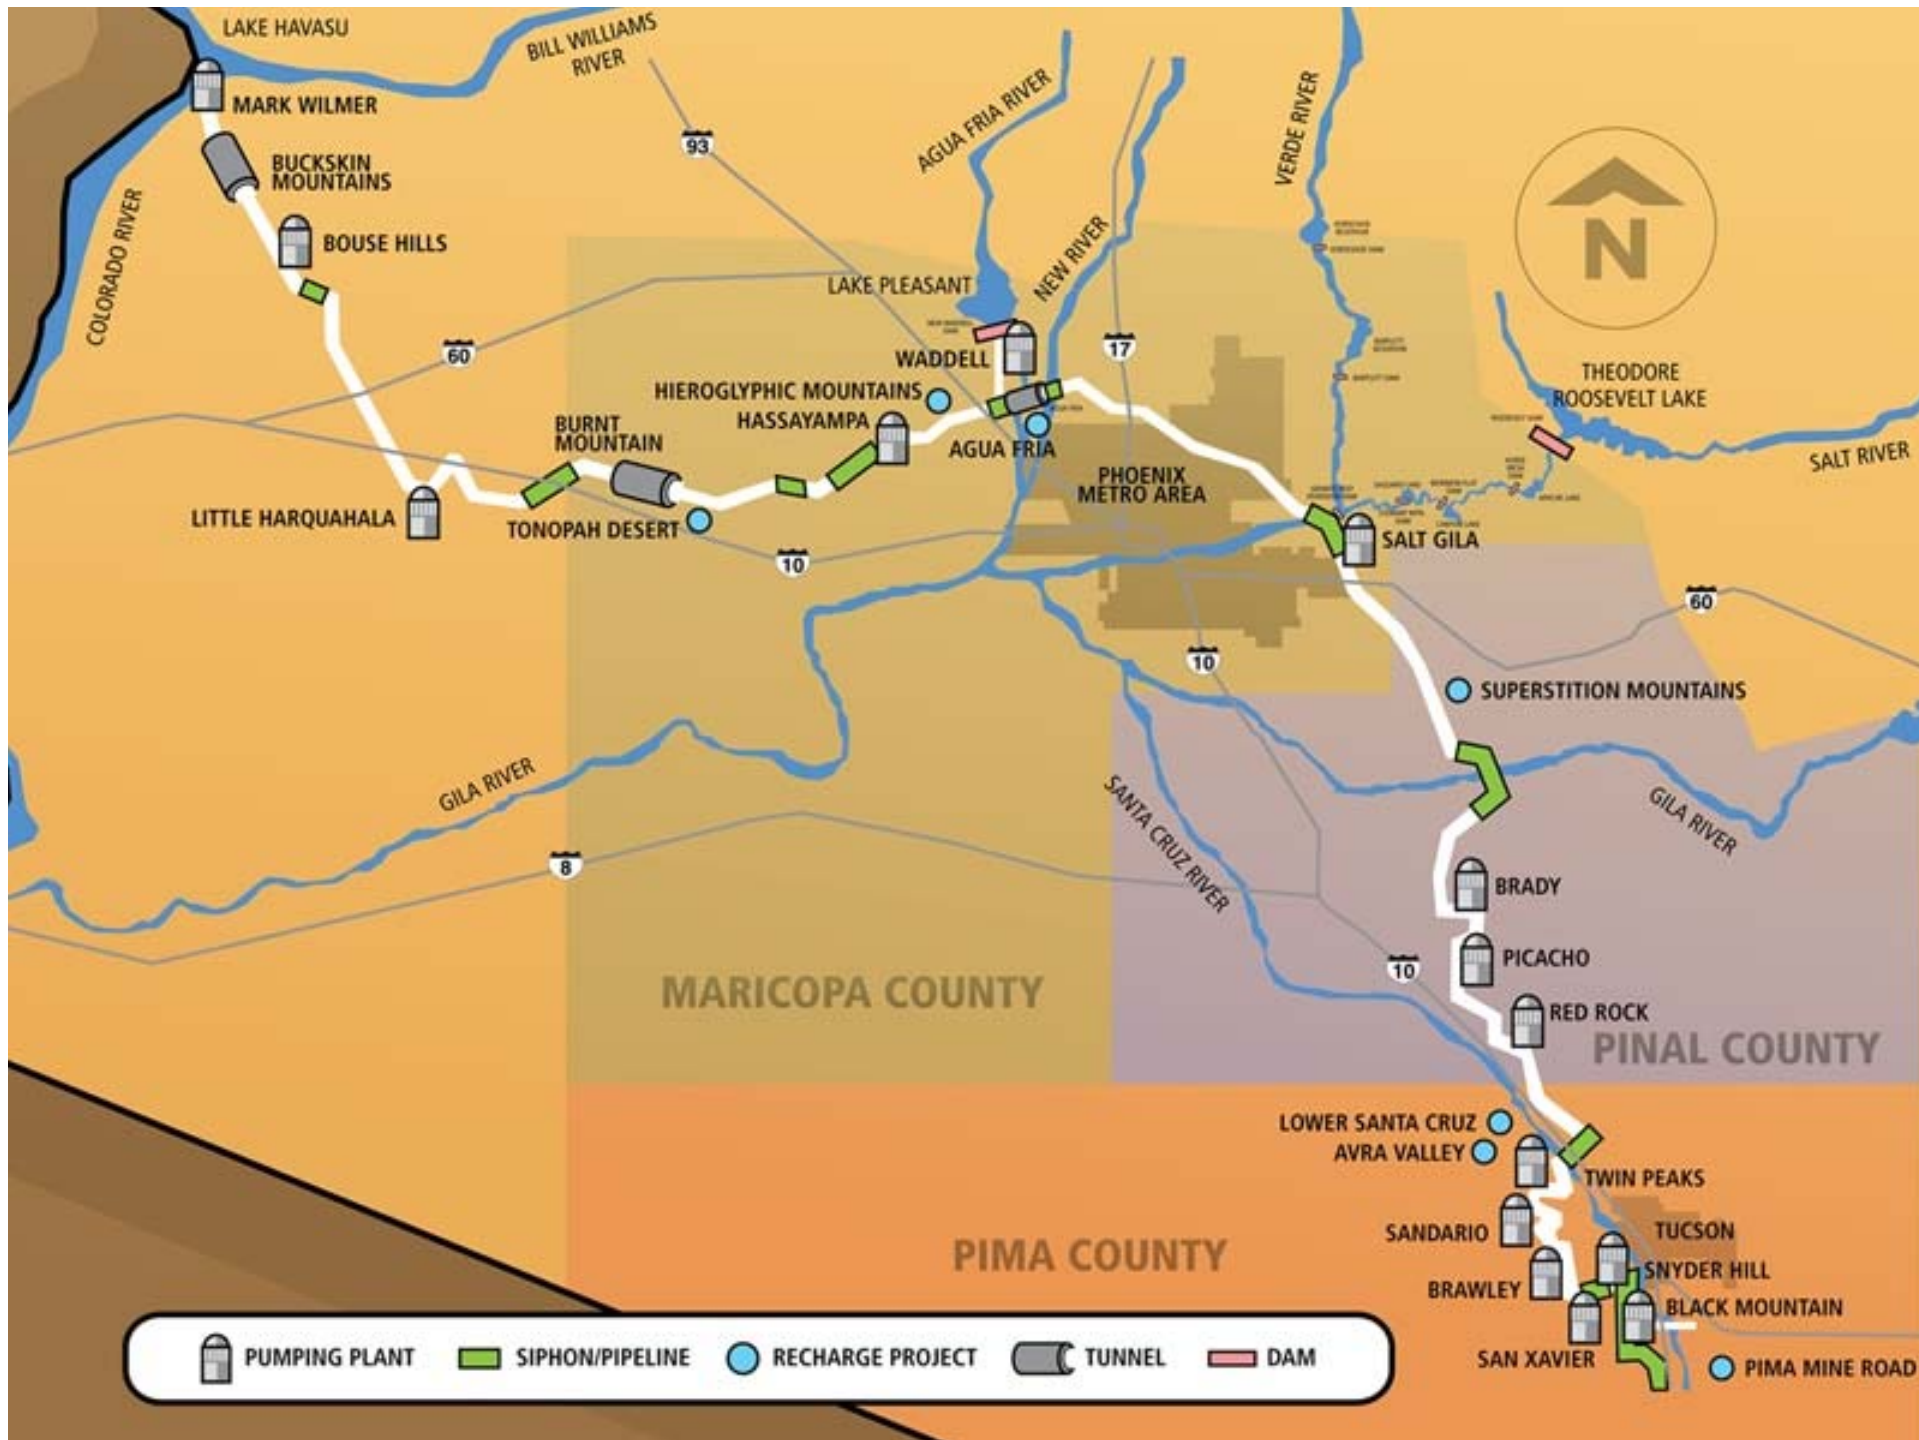 LAKE HAVASU
BILL WILLIAMS
RIVER
MARK WILMER
93
AGUA FRIA RIVER
VERDE RIVER
BUCKSKIN
MOUNTAINS
COLORADO RIVER
BOUSE HILLS
N
NEW RIVER
LAKE PLEASANT
60
WADDELL
17
THEODORE
ROOSEVELT LAKE
HIEROGLYPHIC MOUNTAINS
HASSAYAMPA
BURNT
MOUNTAIN
AGUA FRIA
SALT RIVER
PHOENIX
METRO AREA
LITTLE HARQUAHALA
TONOPAH DESERT
SALT GILA
10
60
10
SUPERSTITION MOUNTAINS
GILA RIVER
SANTA CRUZ RIVER
GILA RIVER
8
BRADY
PICACHO
10
MARICOPA COUNTY
RED ROCK
PINAL COUNTY
LOWER SANTA CRUZ
AVRA VALLEY
TWIN PEAKS
SANDARIO
TUCSON
PIMA COUNTY
SNYDER HILL
BRAWLEY
BLACK MOUNTAIN
SAN XAVIER
PIMA MINE ROAD
PUMPING PLANT
SIPHON/PIPELINE
RECHARGE PROJECT
TUNNEL
DAM